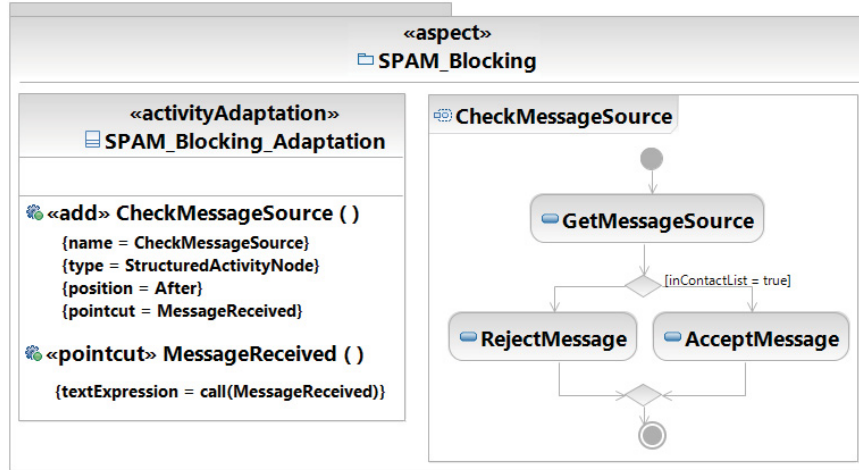 «aspect»
SPAM_Blocking
«activityAdaptation»
SPAM_Blocking_Adaptation
«add» CheckMessageSource ( )
{name = CheckMessageSource}
{type = StructuredActivityNode}
{position = After}
{pointcut = MessageReceived}
«pointcut» MessageReceived ( )
{textExpression = call(MessageReceived)}
CheckMessageSource
GetMessageSource
[inContactList = true]
RejectMessage
AcceptMessage